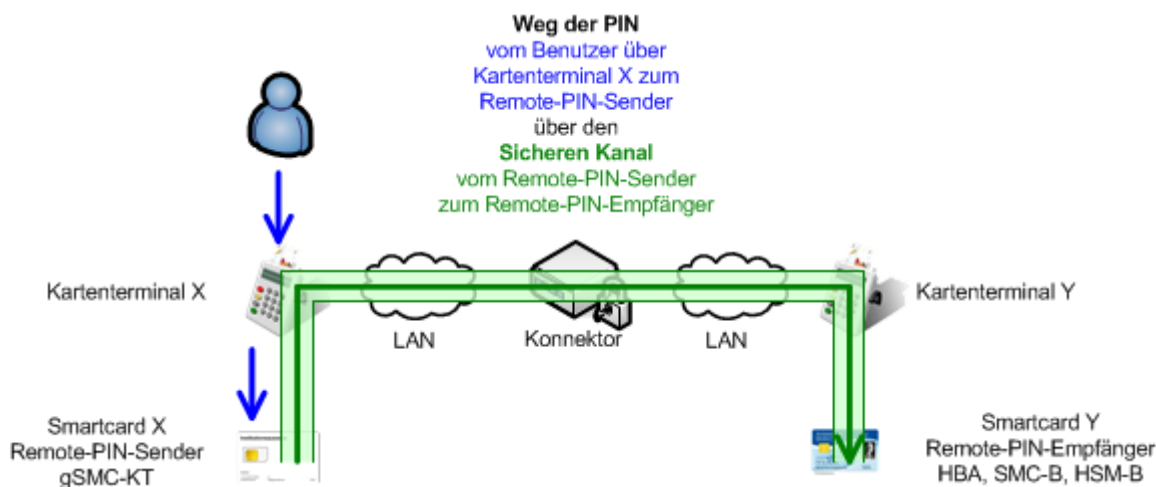 Weg der PIN
vom Benutzer über
Kartenterminal X zum
Remote-PIN-Sender
über den
Sicheren Kanal
vom Remote-PIN-Sender
zum Remote-PIN-Empfänger
Kartenterminal X
LAN
Konnektor
LAN
Kartenterminal Y
Smartcard X
Remote-PIN-Sender
gSMC-KT
Smartcard Y
Remote-PIN-Empfänger
HBA, SMC-B, HSM-B